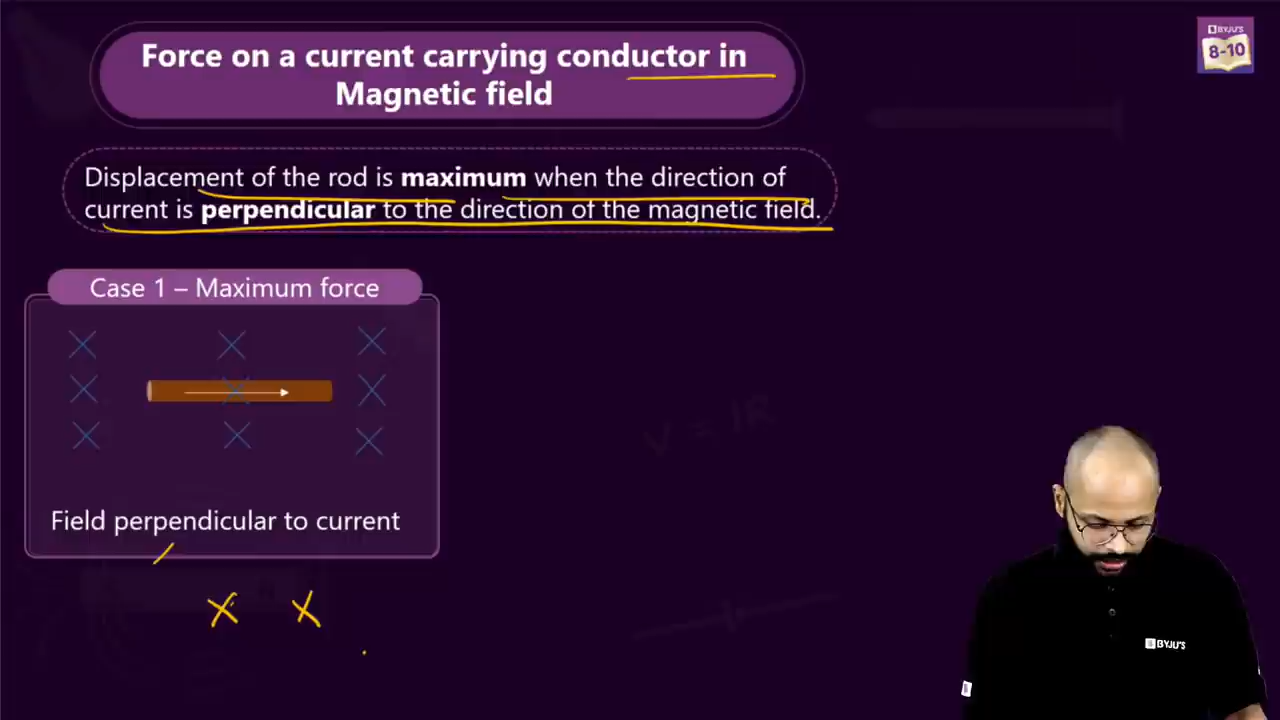 Force on a current carrying conductor in
Magnetic field
BYJU'S
8-10
Displacement of the rod is maximum when the direction of
current is perpendicular to the direction of the magnetic field.
Case 1 – Maximum force
Field perpendicular to current
V = IR
BYJU'S